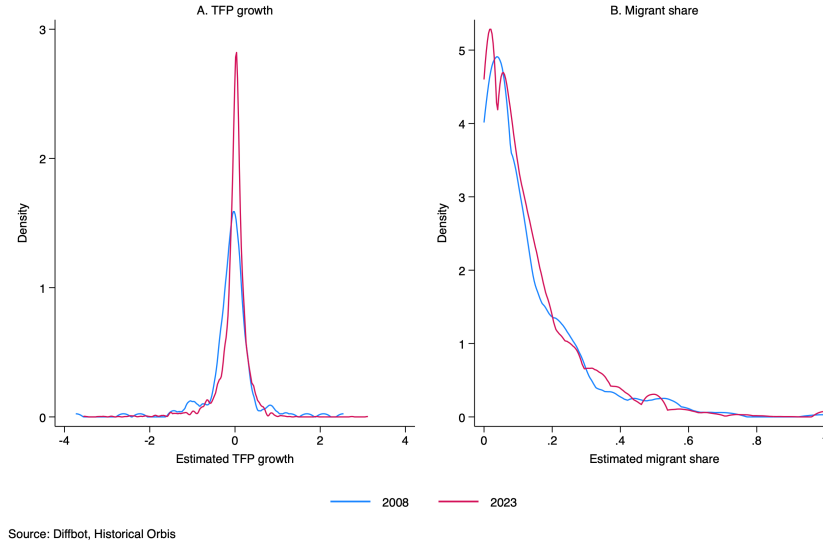 A. TFP growth
3
2
1
0
Density
-4 -2 0 2 4
Estimated TFP growth
B. Migrant share
5
4
3
2
1
0
Density
0 .2 .4 .6 .8
Estimated migrant share
2008 2023
Source: Diffbot, Historical Orbis